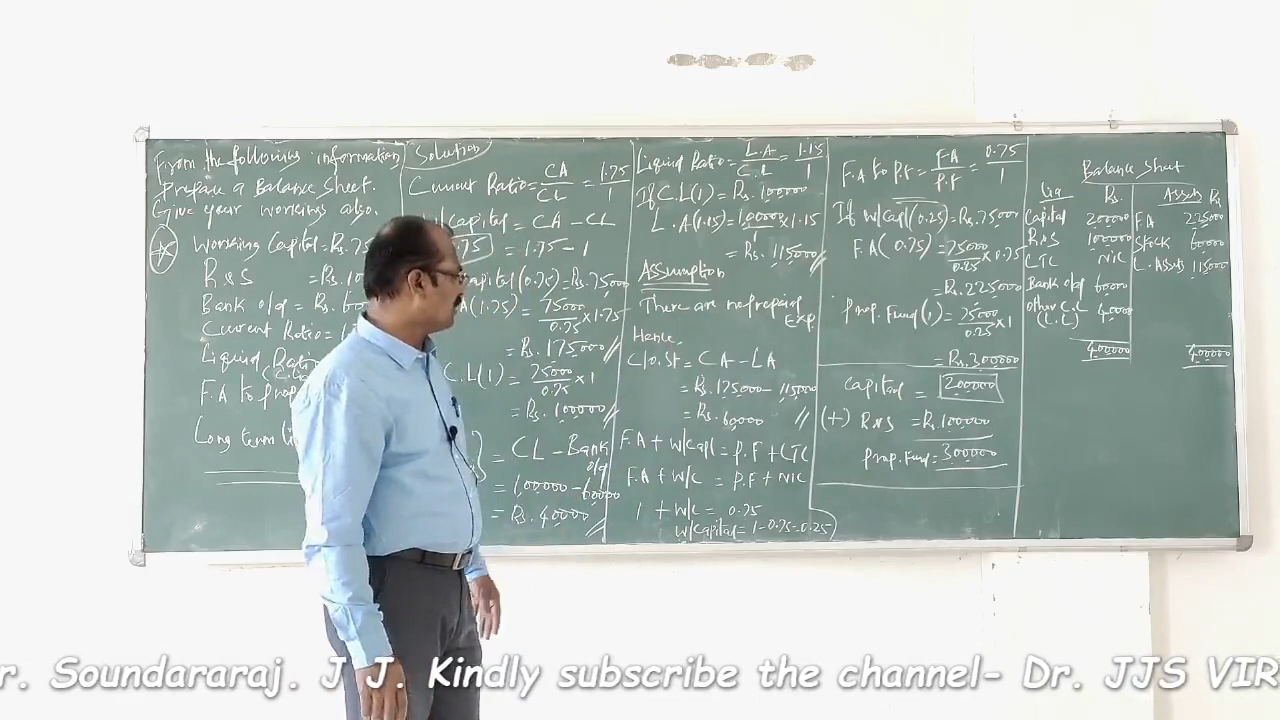 From the following information
prepare a Balance Sheet.
Give your workings also.
Working Capital = Rs. 75
R & S = Rs. 10
Bank o/d = Rs. 600
Current Ratio =
Liquid Ratio
F.A to prop
Long term
Solution
Current Ratio = CA/CL = 1.75/1
W/Capital = CA - CL
0.75 = 1.75 - 1
capital (0.75) = Rs. 75000
CA (1.75) = 75000/0.75 x 1.75
= Rs. 175000
C.L (1) = 75000/0.75 x 1
= Rs. 100000
= CL - Bank o/d
= 1,00000 - 60000
= Rs. 40000
Liquid Ratio = L.A/C.L = 1.15/1
If C.L (1) = Rs. 100000
L.A (1.15) = 100000/1 x 1.15
= Rs. 115000
Assumption
There are no prepaid Exp.
Hence,
Clo.St = CA - LA
= Rs. 175000 - 115000
= Rs. 60000
F.A + W/Capl = P.F + LTL
F.A + W/C = P.F + Nil
1 + W/C = 0.75
W/Capital = 1 - 0.75 = 0.25
F.A to P.F = F.A/P.F = 0.75/1
If W/Capl (0.25) = Rs. 75000
F.A (0.75) = 75000/0.25 x 0.75
= Rs. 225000
Prop. Fund (1) = 75000/0.25 x 1
= Rs. 300000
Capital = 200000
(+) R & S = Rs. 100000
Prop. Fund = 300000
Balance Sheet
Rs. Assets Rs
Capital 200000 F.A 225000
R & S 100000 Stock 60000
LTL Nil L. Assets 115000
Bank o/d 60000
Other C.L (L.L) 40000
400000 400000
r. Soundararaj. J J. Kindly subscribe the channel- Dr. JJS VIR